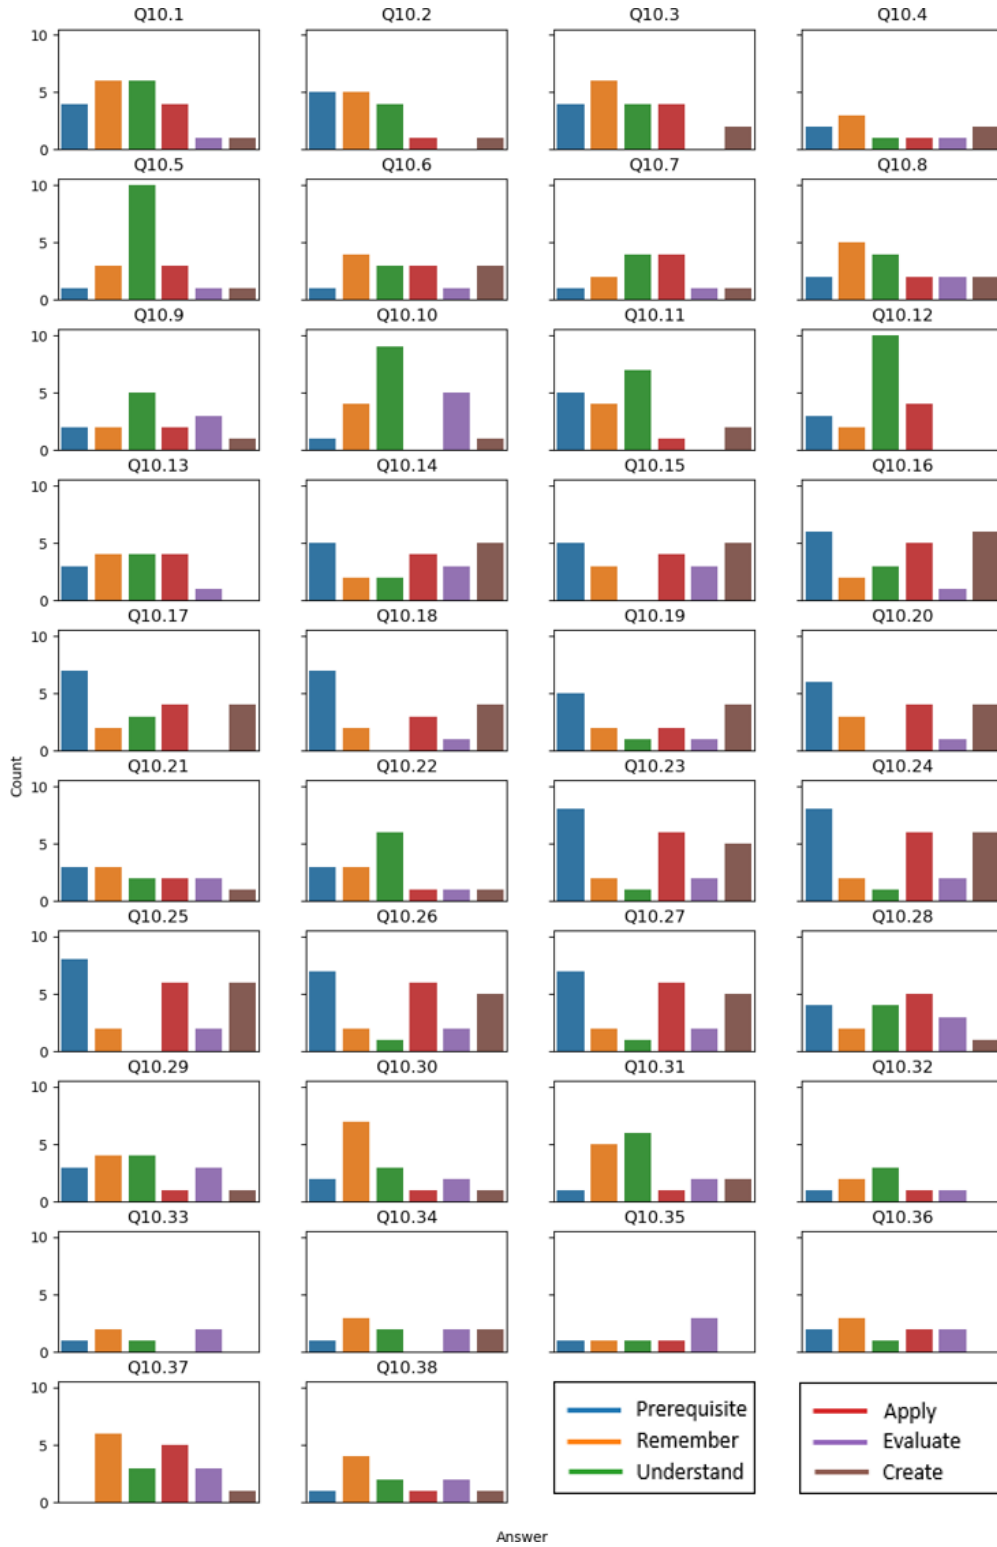 Q10.1 Q10.2 Q10.3 Q10.4
10
5
0
Q10.5 Q10.6 Q10.7 Q10.8
10
5
0
Q10.9 Q10.10 Q10.11 Q10.12
10
5
0
Q10.13 Q10.14 Q10.15 Q10.16
10
5
0
Q10.17 Q10.18 Q10.19 Q10.20
10
5
0
Count
Q10.21 Q10.22 Q10.23 Q10.24
10
5
0
Q10.25 Q10.26 Q10.27 Q10.28
10
5
0
Q10.29 Q10.30 Q10.31 Q10.32
10
5
0
Q10.33 Q10.34 Q10.35 Q10.36
10
5
0
Q10.37 Q10.38
10
5
0
Prerequisite
Remember
Understand
Apply
Evaluate
Create
Answer